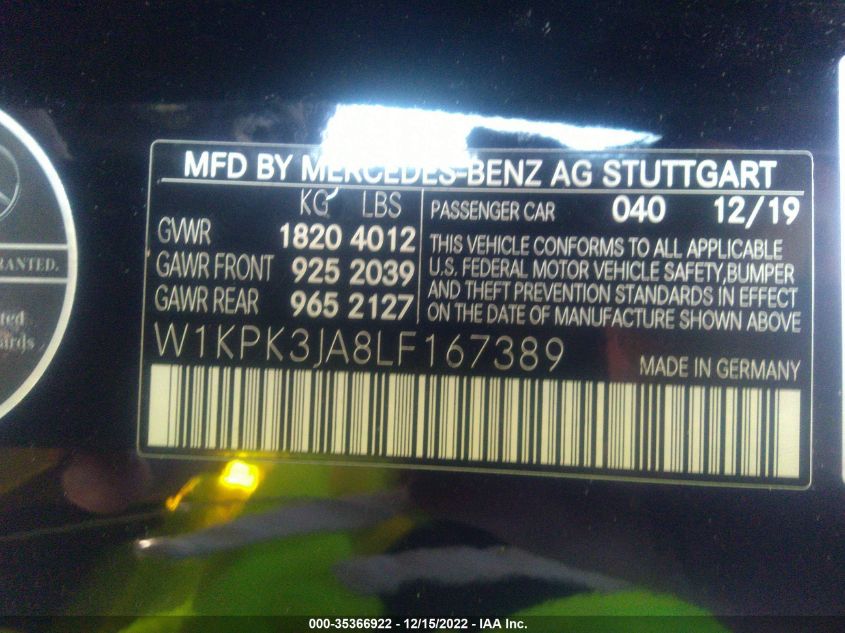 MFD BY MERCEDES-BENZ AG STUTTGART
KG LBS
GVWR 1820 4012
GAWR FRONT 925 2039
GAWR REAR 965 2127
PASSENGER CAR 040 12/19
THIS VEHICLE CONFORMS TO ALL APPLICABLE
U.S. FEDERAL MOTOR VEHICLE SAFETY, BUMPER
AND THEFT PREVENTION STANDARDS IN EFFECT
ON THE DATE OF MANUFACTURE SHOWN ABOVE
W1KPK3JA8LF167389
MADE IN GERMANY
000-35366922 - 12/15/2022 - IAA Inc.